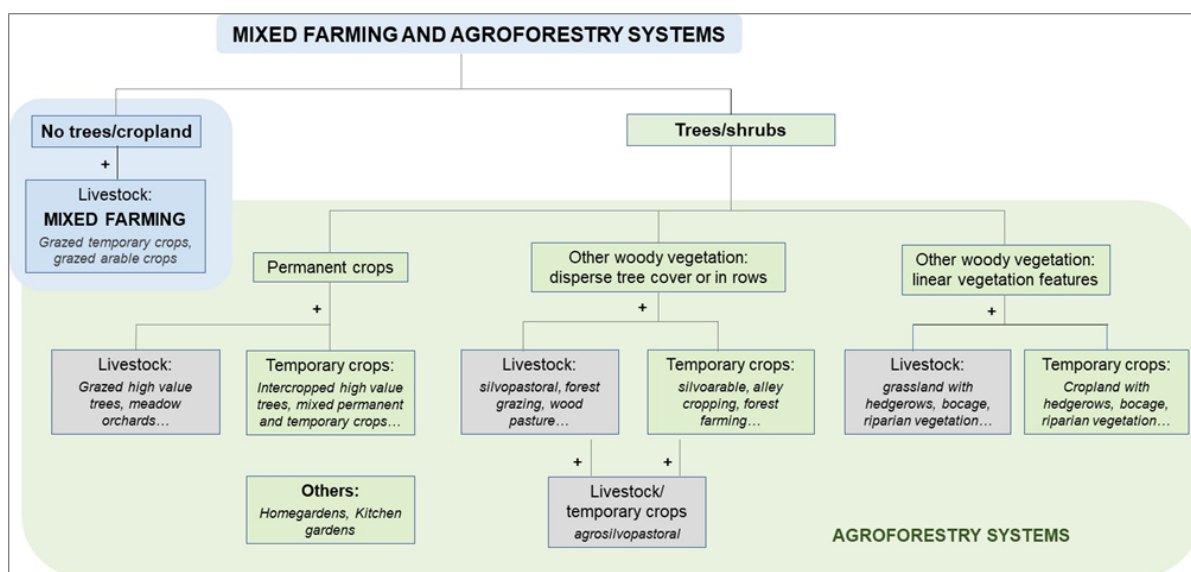 MIXED FARMING AND AGROFORESTRY SYSTEMS
No trees/cropland
Trees/shrubs
+
Livestock:
MIXED FARMING
Grazed temporary crops,
grazed arable crops
Permanent crops
Other woody vegetation:
disperse tree cover or in rows
Other woody vegetation:
linear vegetation features
+
+
+
Livestock:
Grazed high value
trees, meadow
orchards…
Temporary crops:
Intercropped high value
trees, mixed permanent
and temporary crops…
Livestock:
silvopastoral, forest
grazing, wood
pasture…
Temporary crops:
silvoarable, alley
cropping, forest
farming…
Livestock:
grassland with
hedgerows, bocage,
riparian vegetation…
Temporary crops:
Cropland with
hedgerows, bocage,
riparian vegetation…
+
+
Others:
Homegardens, Kitchen
gardens
Livestock/
temporary crops
agrosilvopastoral
AGROFORESTRY SYSTEMS